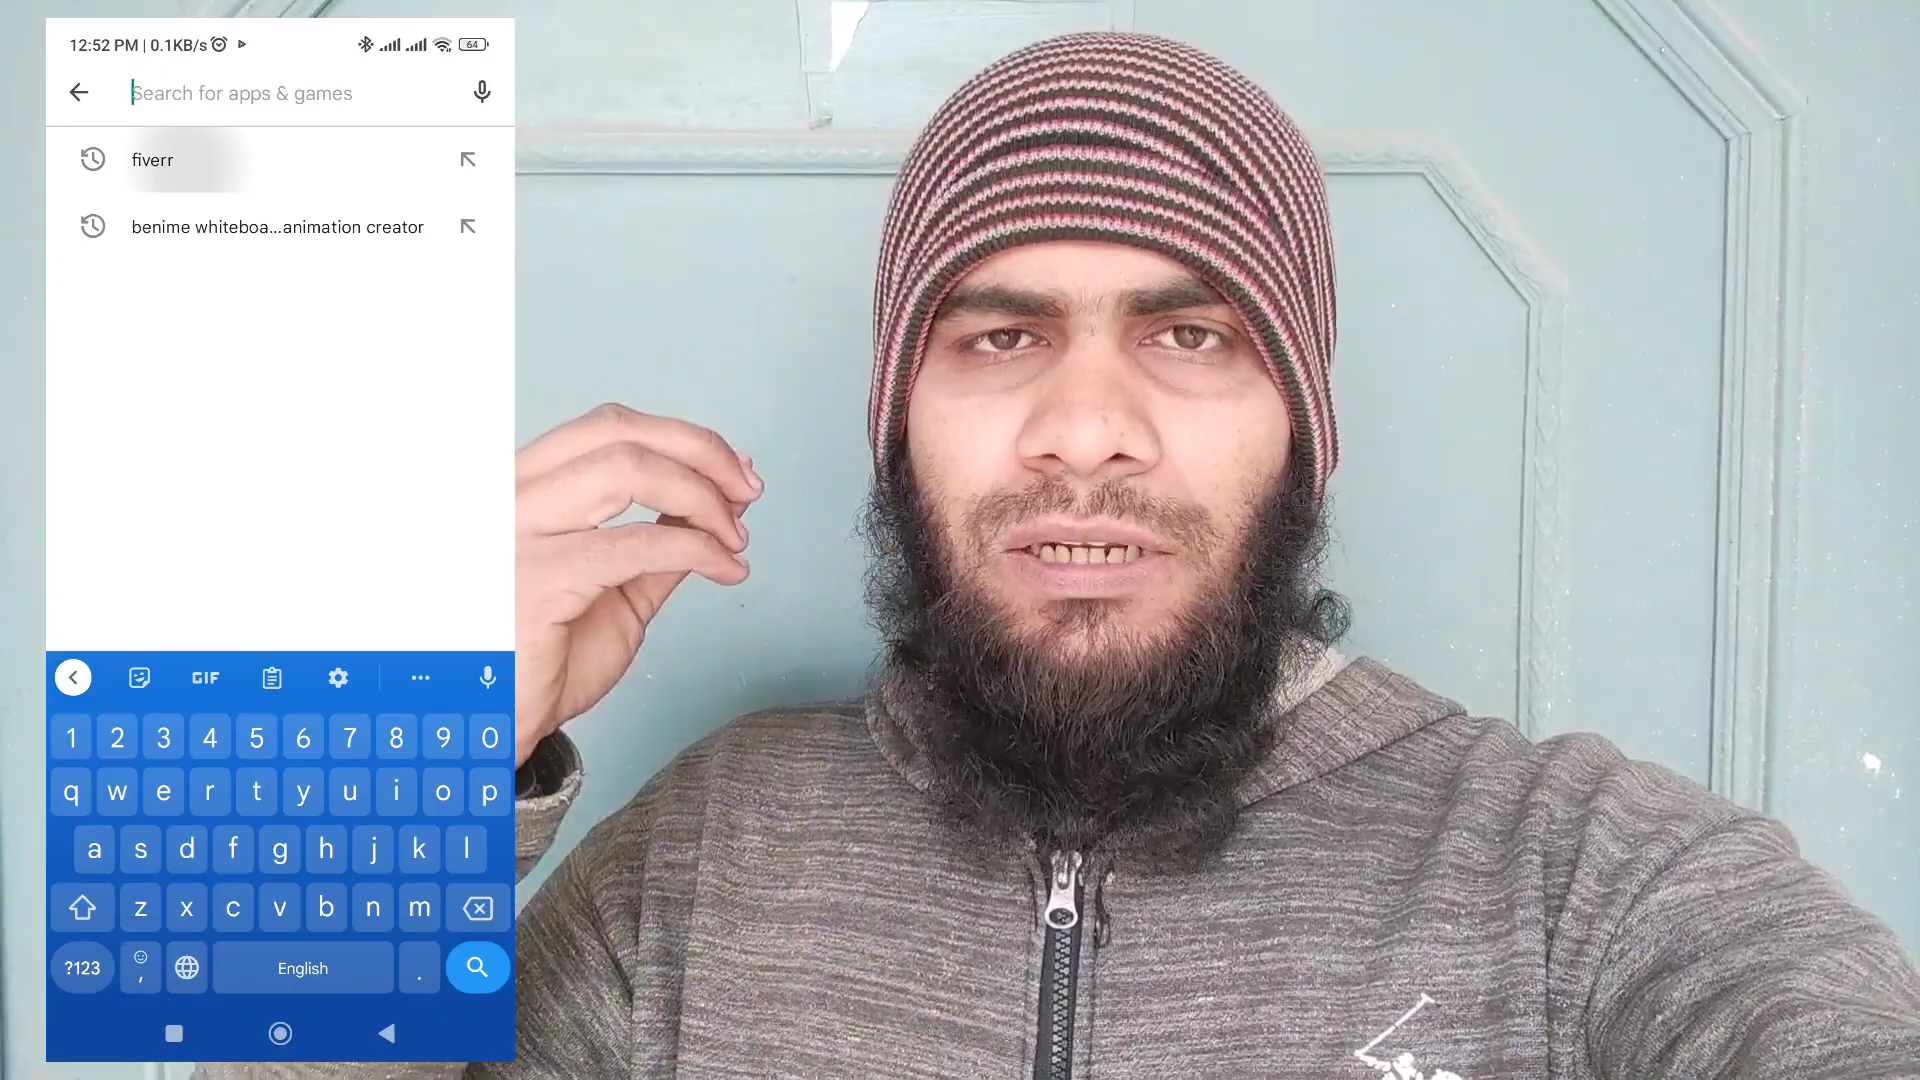 12:52 PM | 0.1KB/s 64
Search for apps & games
fiverr
benime whiteboa...animation creator
GIF
1 2 3 4 5 6 7 8 9 0
q w e r t y u i o p
a s d f g h j k l
z x c v b n m
?123 , English .